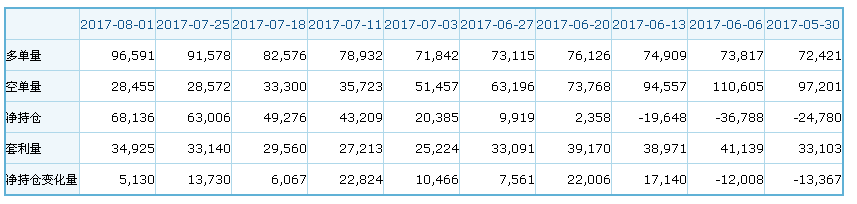 2017-08-01 2017-07-25 2017-07-18 2017-07-11 2017-07-03 2017-06-27 2017-06-20 2017-06-13 2017-06-06 2017-05-30
多单量 96,591 91,578 82,576 78,932 71,842 73,115 76,126 74,909 73,817 72,421
空单量 28,455 28,572 33,300 35,723 51,457 63,196 73,768 94,557 110,605 97,201
净持仓 68,136 63,006 49,276 43,209 20,385 9,919 2,358 -19,648 -36,788 -24,780
套利量 34,925 33,140 29,560 27,213 25,224 33,091 39,170 38,971 41,139 33,103
净持仓变化量 5,130 13,730 6,067 22,824 10,466 7,561 22,006 17,140 -12,008 -13,367